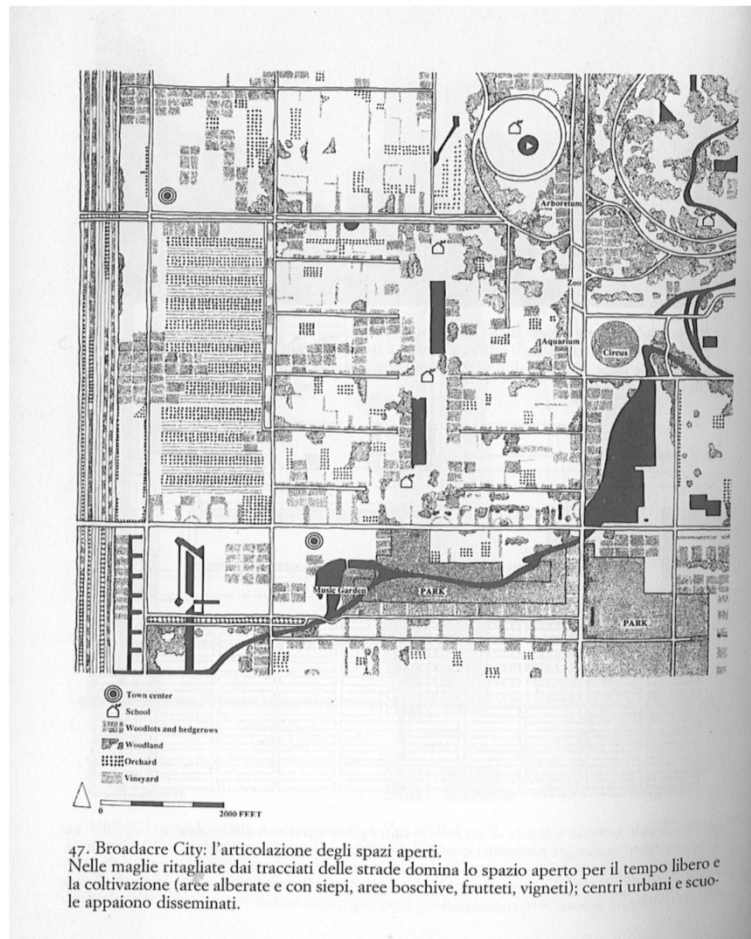 Arboretum
Zoo
Aquarium
Circus
Music Garden
PARK
PARK
Town center
School
Woodlots and hedgerows
Woodland
Orchard
Vineyard
0
2000 FEET
47. Broadacre City: l'articolazione degli spazi aperti.
Nelle maglie ritagliate dai tracciati delle strade domina lo spazio aperto per il tempo libero e
la coltivazione (aree alberate e con siepi, aree boschive, frutteti, vigneti); centri urbani e scuo-
le appaiono disseminati.